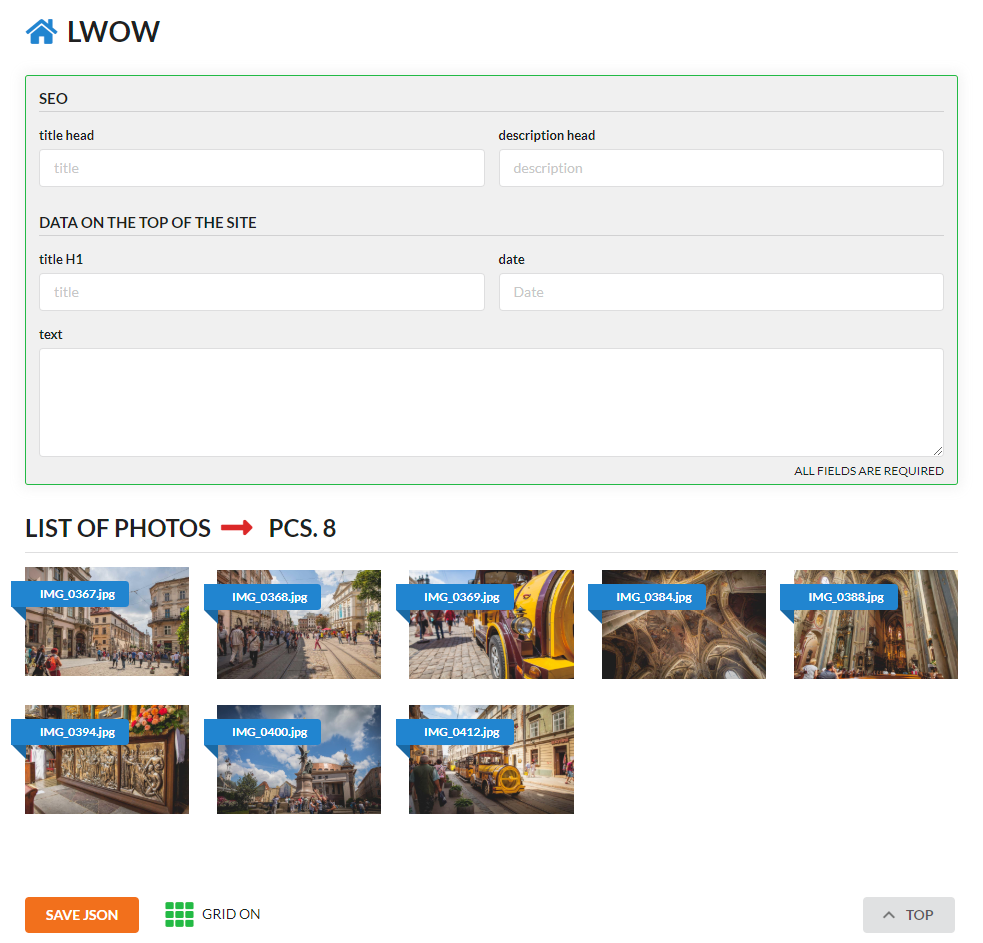 LWOW
SEO
title head description head
title description
DATA ON THE TOP OF THE SITE
title H1 date
title Date
text
ALL FIELDS ARE REQUIRED
LIST OF PHOTOS PCS. 8
IMG_0367.jpg IMG_0368.jpg IMG_0369.jpg IMG_0384.jpg IMG_0388.jpg
IMG_0394.jpg IMG_0400.jpg IMG_0412.jpg
SAVE JSON GRID ON TOP